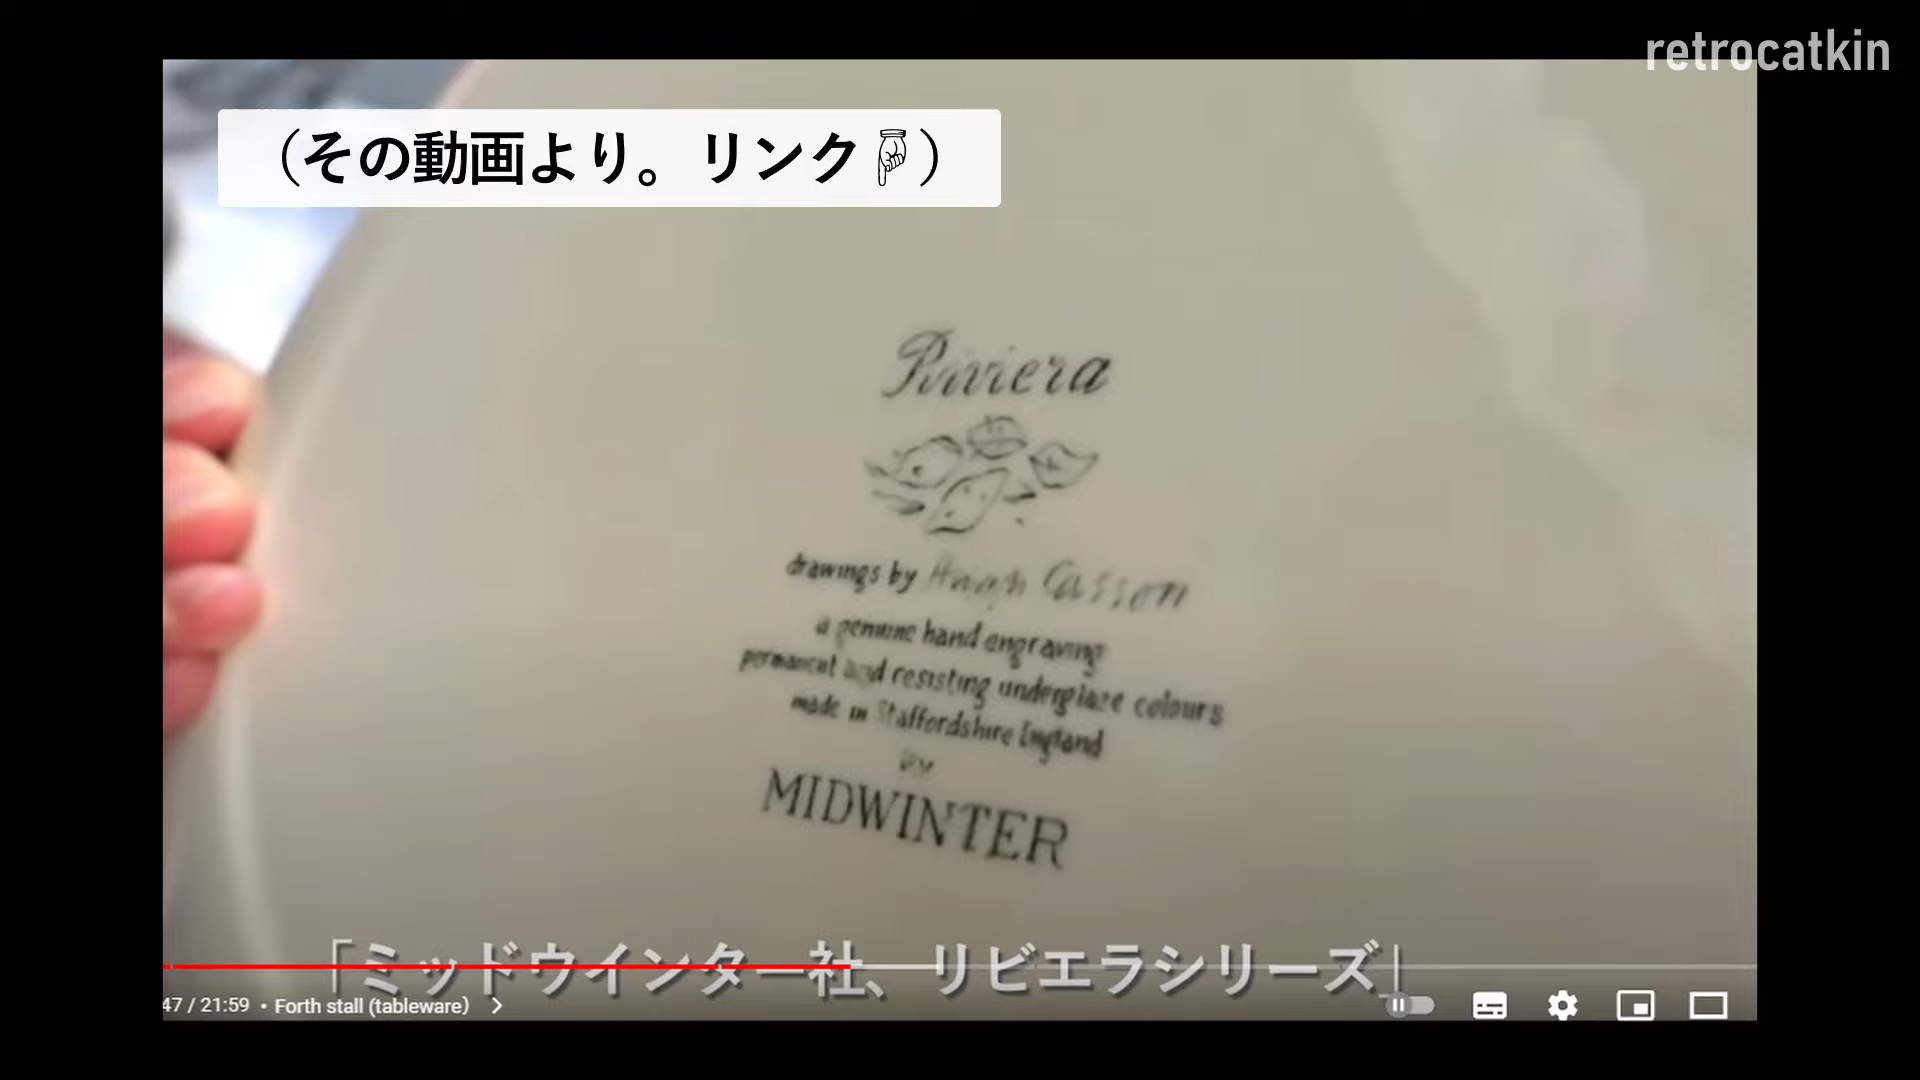 retrocatkin
（その動画より。リンク☟）
Riviera
drawings by Hugh Casson
a genuine hand engraving
permanent and resisting underglaze colours
made in Staffordshire England
by
MIDWINTER
「ミッドウインター社、リビエラシリーズ」
47 / 21:59 • Forth stall (tableware) >